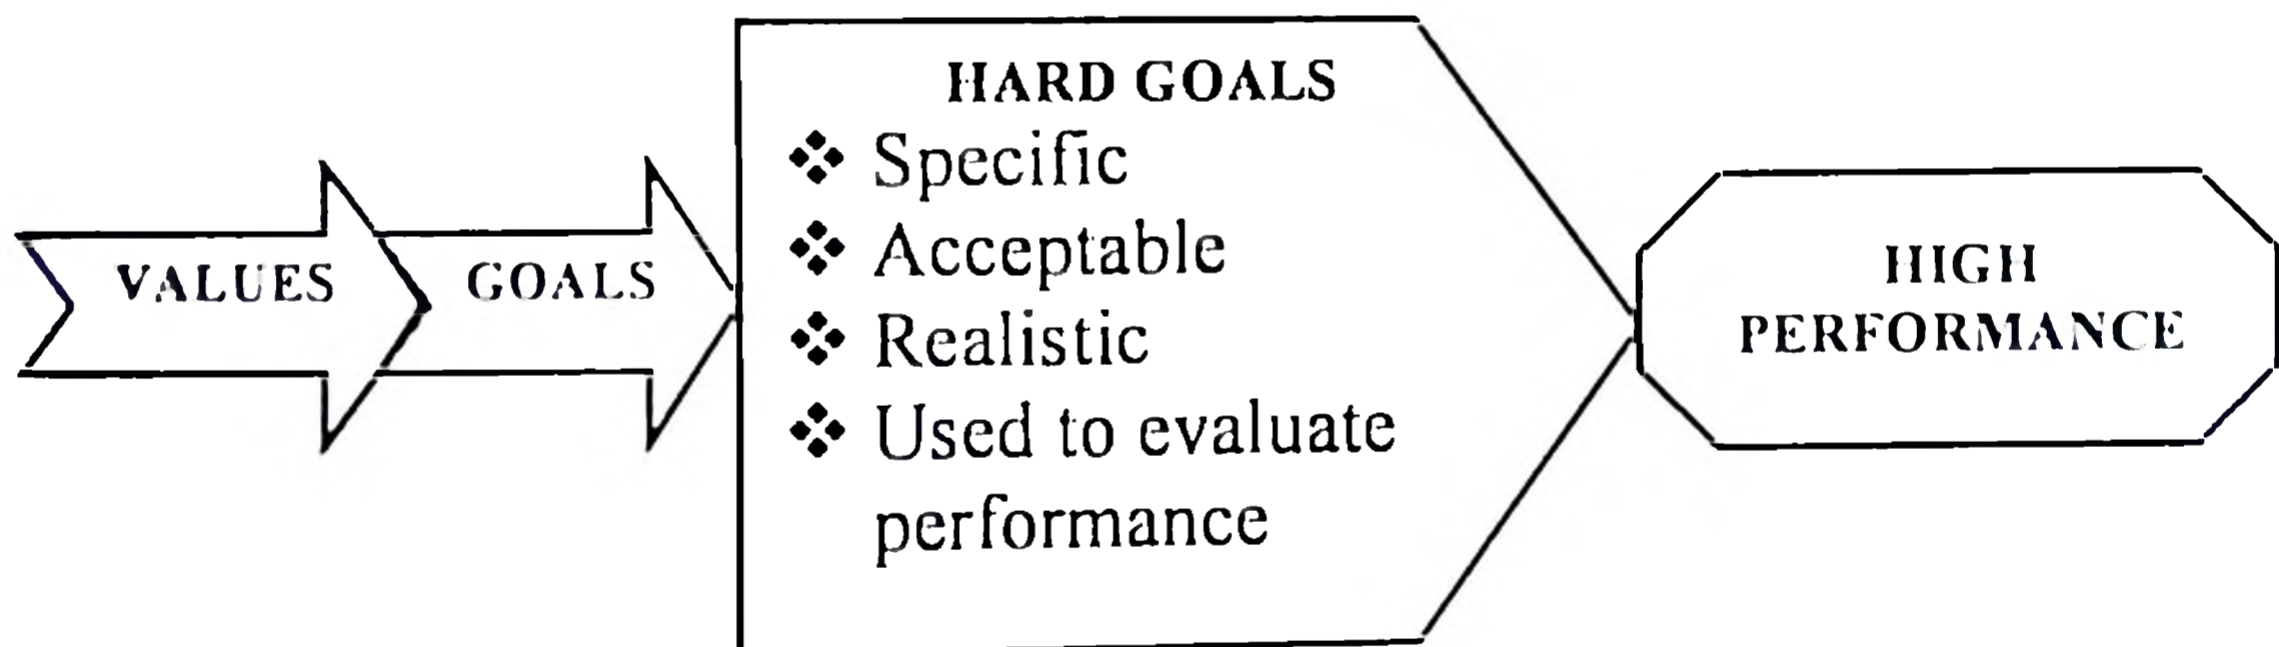 VALUES
GOALS
HARD GOALS
❖ Specific
❖ Acceptable
❖ Realistic
❖ Used to evaluate
performance
HIGH
PERFORMANCE